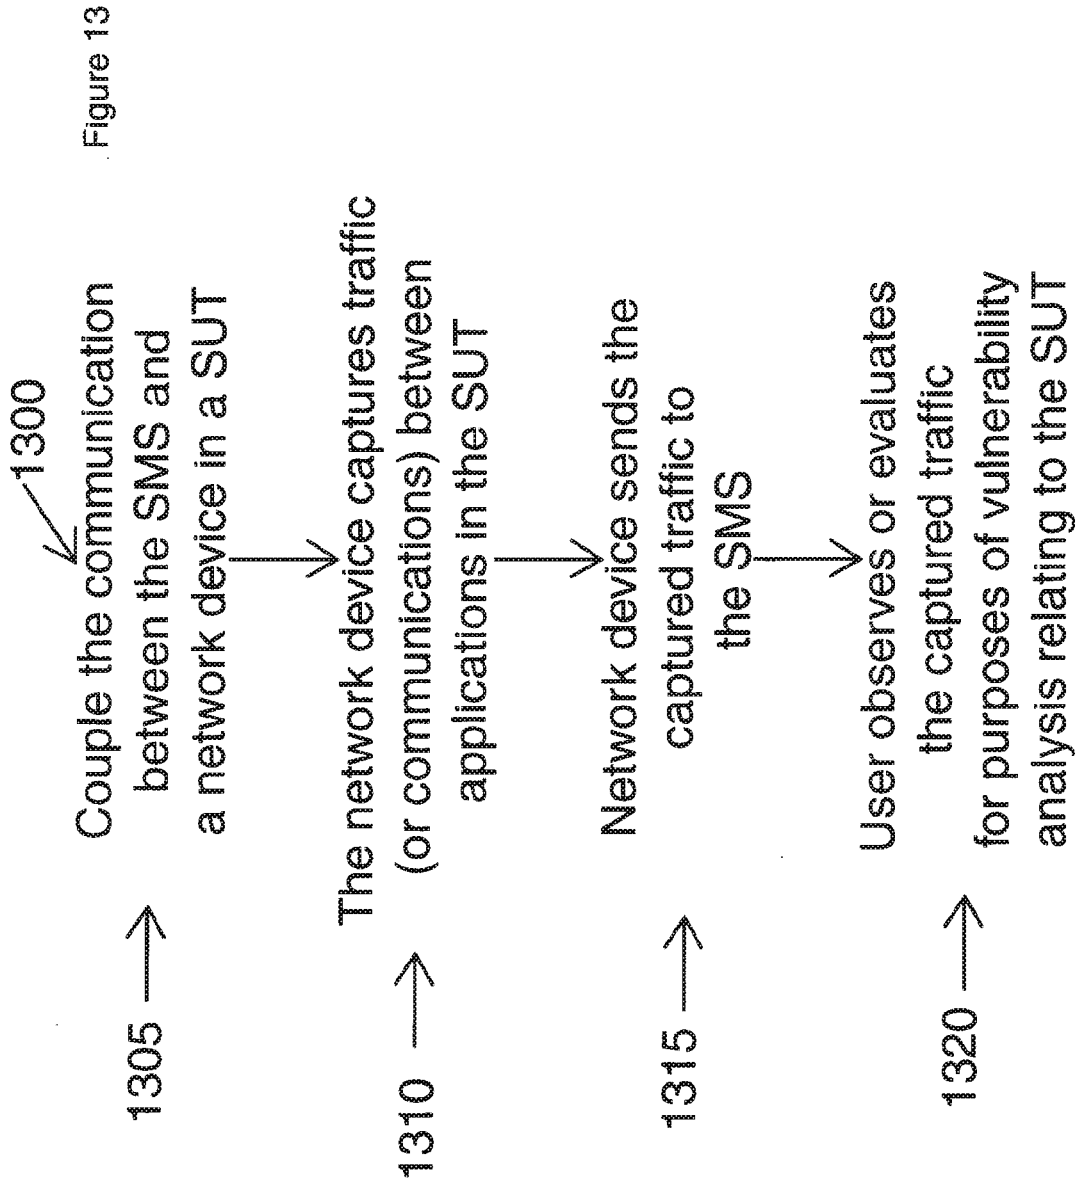 Figure 13
1300
Couple the communication
between the SMS and
a network device in a SUT
1305
The network device captures traffic
(or communications) between
applications in the SUT
1310
Network device sends the
captured traffic to
the SMS
1315
User observes or evaluates
the captured traffic
for purposes of vulnerability
analysis relating to the SUT
1320